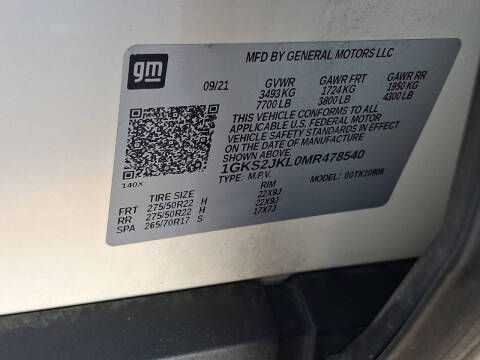 gm
MFD BY GENERAL MOTORS LLC
09/21 GVWR GAWR FRT GAWR RR
3493 KG 1724 KG 1950 KG
7700 LB 3800 LB 4300 LB
THIS VEHICLE CONFORMS TO ALL
APPLICABLE U.S. FEDERAL MOTOR
VEHICLE SAFETY STANDARDS IN EFFECT
ON THE DATE OF MANUFACTURE
SHOWN ABOVE.
1GKS2JKL0MR478540
TYPE: M.P.V. MODEL: 00TK10906
140X
TIRE SIZE RIM
FRT 275/50R22 H 22X9J
RR 275/50R22 H 22X9J
SPA 265/70R17 S 17X7J